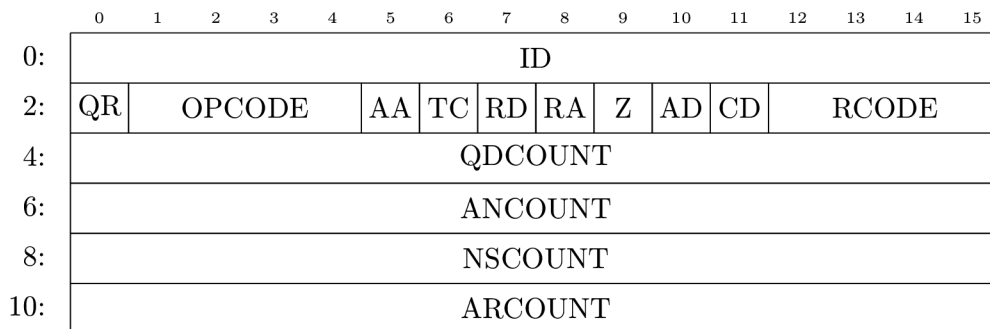 0 1 2 3 4 5 6 7 8 9 10 11 12 13 14 15
0: ID
2: QR OPCODE AA TC RD RA Z AD CD RCODE
4: QDCOUNT
6: ANCOUNT
8: NSCOUNT
10: ARCOUNT